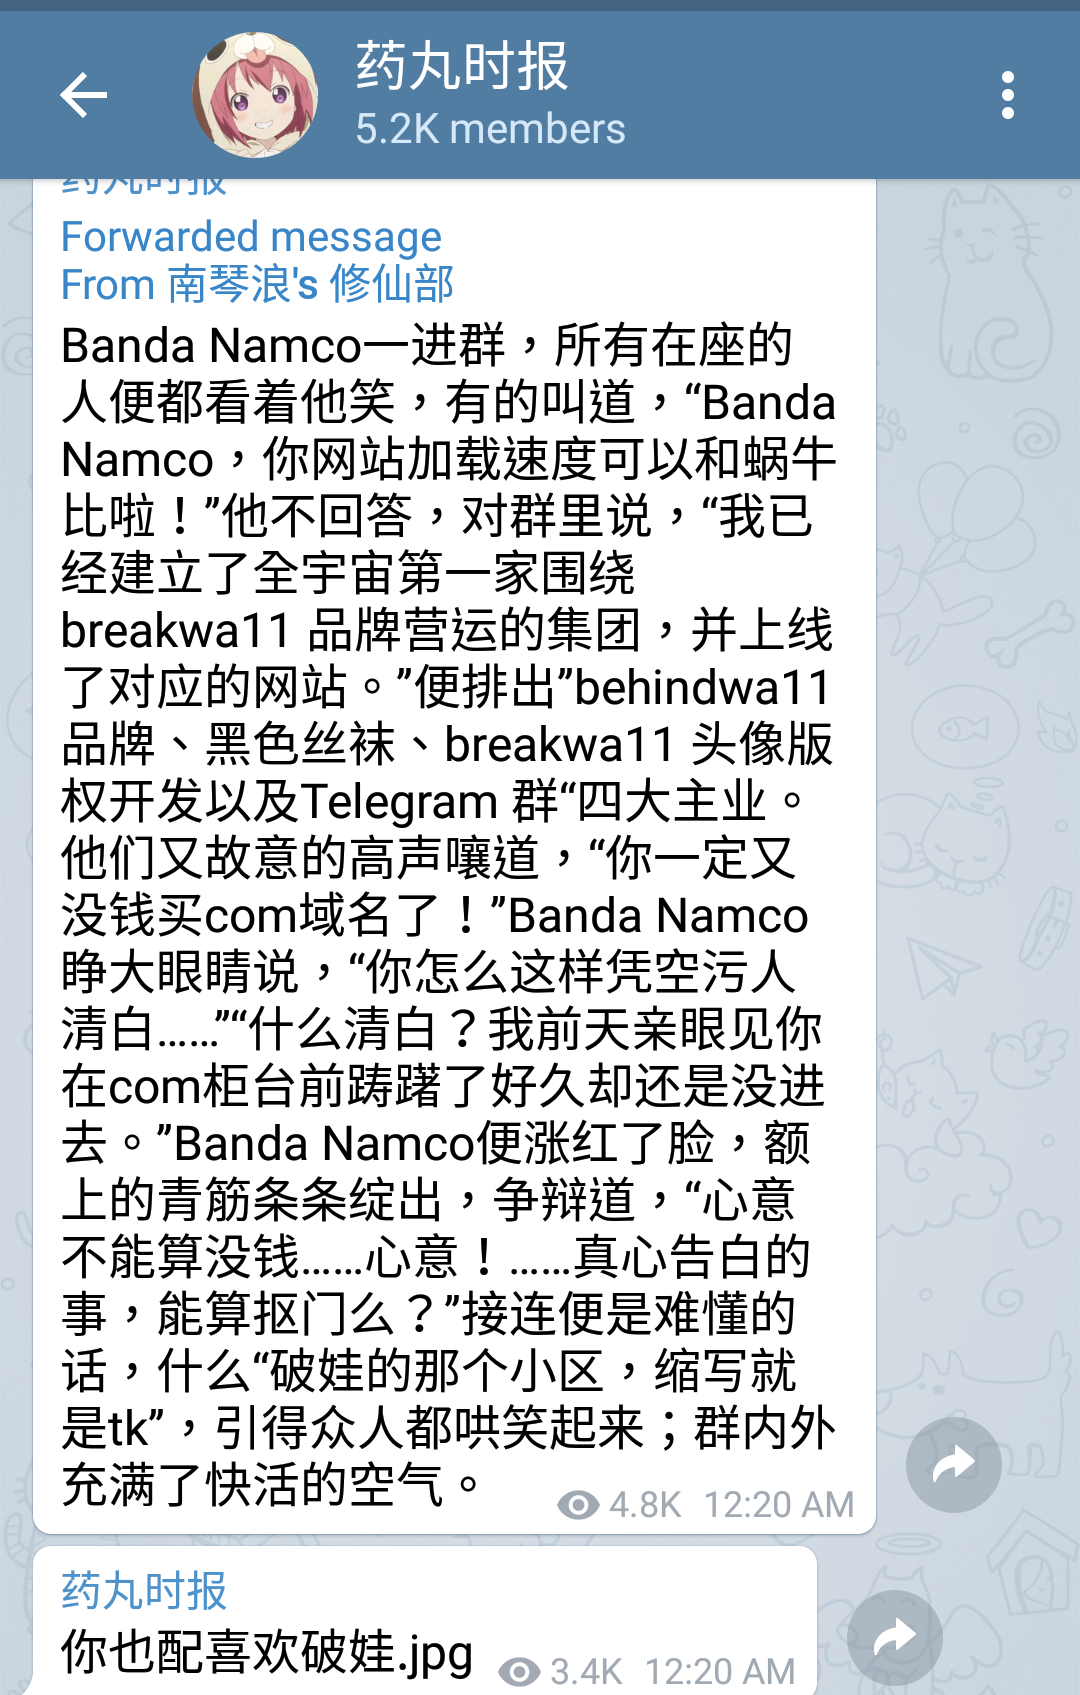 药丸时报
5.2K members
药丸时报
Forwarded message
From 南琴浪's 修仙部
Banda Namco一进群，所有在座的
人便都看着他笑，有的叫道，“Banda
Namco，你网站加载速度可以和蜗牛
比啦！”他不回答，对群里说，“我已
经建立了全宇宙第一家围绕
breakwa11 品牌营运的集团，并上线
了对应的网站。”便排出”behindwa11
品牌、黑色丝袜、breakwa11 头像版
权开发以及Telegram 群“四大主业。
他们又故意的高声嚷道，“你一定又
没钱买com域名了！”Banda Namco
睁大眼睛说，“你怎么这样凭空污人
清白……”“什么清白？我前天亲眼见你
在com柜台前踌躇了好久却还是没进
去。”Banda Namco便涨红了脸，额
上的青筋条条绽出，争辩道，“心意
不能算没钱……心意！……真心告白的
事，能算抠门么？”接连便是难懂的
话，什么“破娃的那个小区，缩写就
是tk”，引得众人都哄笑起来；群内外
充满了快活的空气。
4.8K 12:20 AM
药丸时报
你也配喜欢破娃.jpg
3.4K 12:20 AM